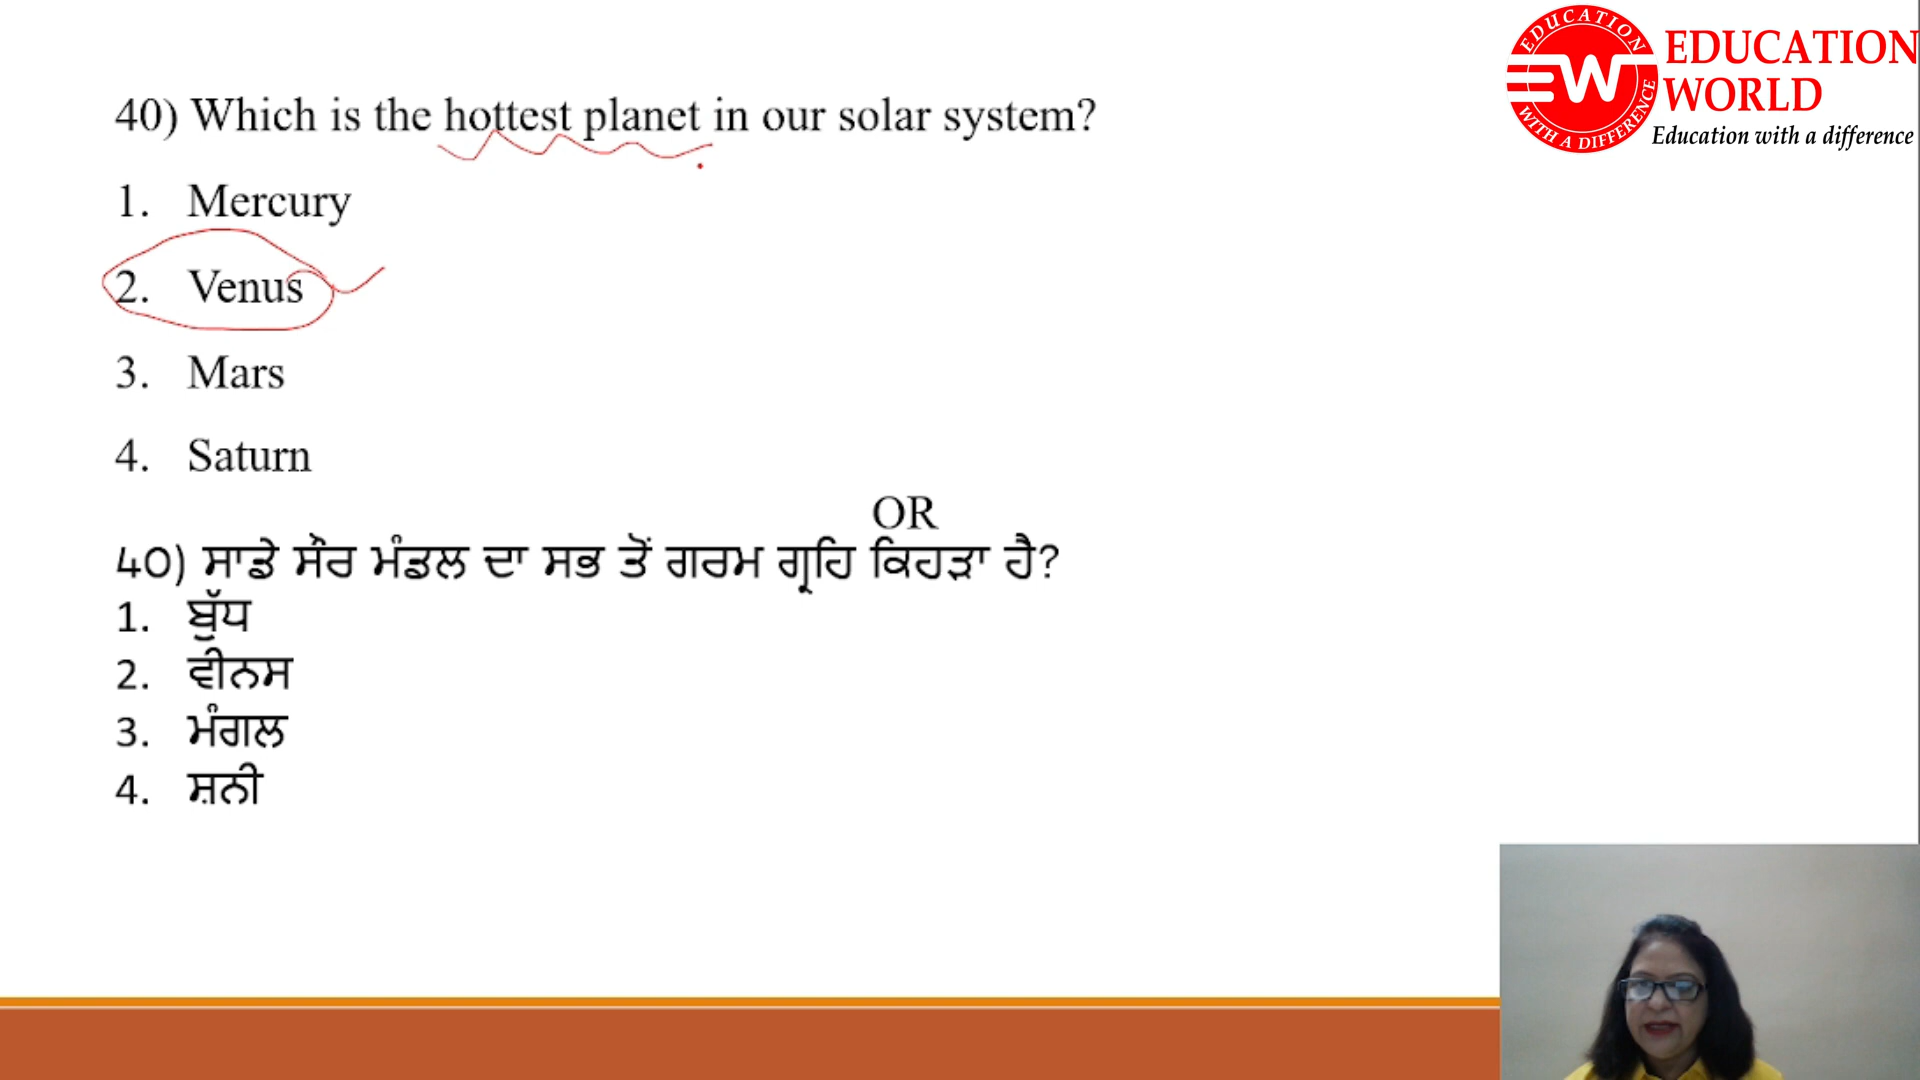 EDUCATION
WITH A DIFFERENCE
EW
EDUCATION
WORLD
Education with a difference
40) Which is the hottest planet in our solar system?
1. Mercury
2. Venus
3. Mars
4. Saturn
OR
40) ਸਾਡੇ ਸੌਰ ਮੰਡਲ ਦਾ ਸਭ ਤੋਂ ਗਰਮ ਗ੍ਰਹਿ ਕਿਹੜਾ ਹੈ?
1. ਬੁੱਧ
2. ਵੀਨਸ
3. ਮੰਗਲ
4. ਸ਼ਨੀ